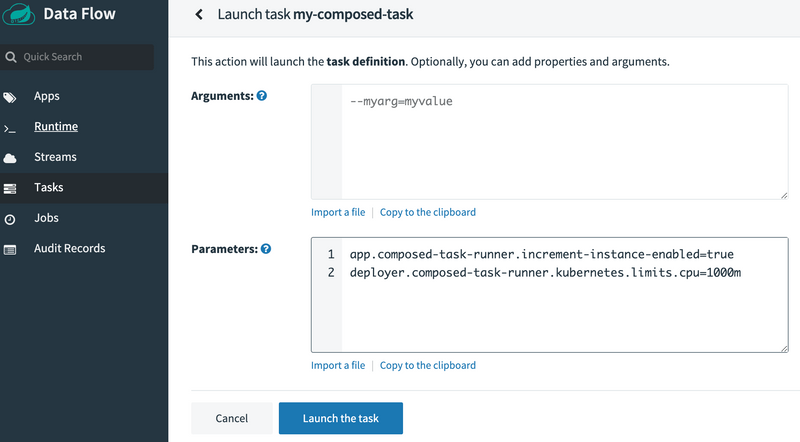 Data Flow
Quick Search
Apps
Runtime
Streams
Tasks
Jobs
Audit Records
Launch task my-composed-task
This action will launch the task definition. Optionally, you can add properties and arguments.
Arguments:
--myarg=myvalue
Import a file | Copy to the clipboard
Parameters:
1 app.composed-task-runner.increment-instance-enabled=true
2 deployer.composed-task-runner.kubernetes.limits.cpu=1000m
Import a file | Copy to the clipboard
Cancel
Launch the task